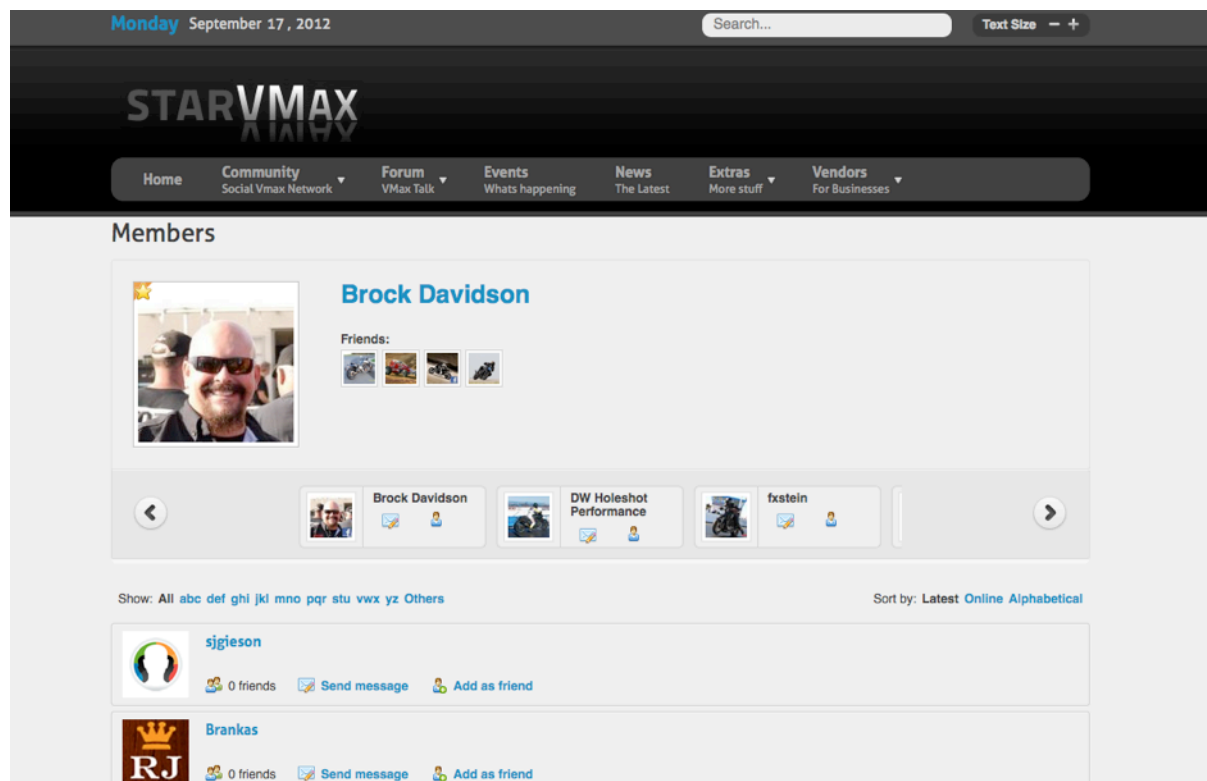 Monday September 17, 2012
Search...
Text Size − +
STARVMAX
Home
Community
Social Vmax Network
Forum
VMax Talk
Events
Whats happening
News
The Latest
Extras
More stuff
Vendors
For Businesses
Members
Brock Davidson
Friends:
Brock Davidson
DW Holeshot
Performance
fxstein
Show: All abc def ghi jkl mno pqr stu vwx yz Others
Sort by: Latest Online Alphabetical
sjgieson
0 friends Send message Add as friend
Brankas
RJ
0 friends Send message Add as friend